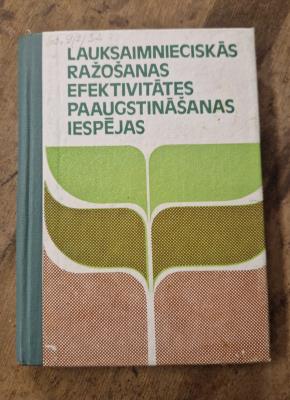 LAUKSAIMNIECISKĀS
RAŽOŠANAS
EFEKTIVITĀTES
PAAUGSTINĀŠANAS
IESPĒJAS